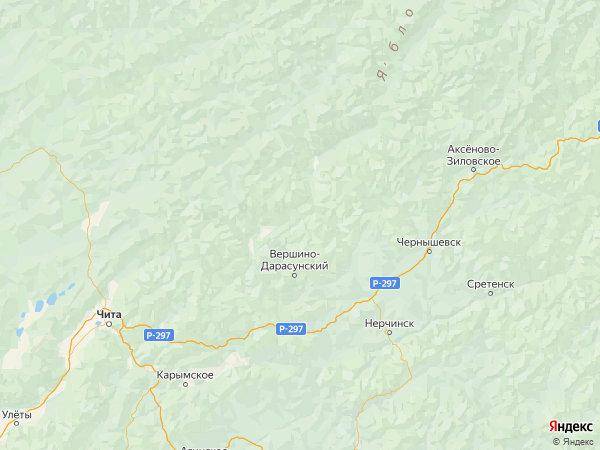 Я · б л о
Аксёново-
Зиловское
Чернышевск
Вершино-
Дарасунский
Р-297
Сретенск
Чита
Р-297
Р-297
Нерчинск
Карымское
Улёты
Яндекс
© Яндекс